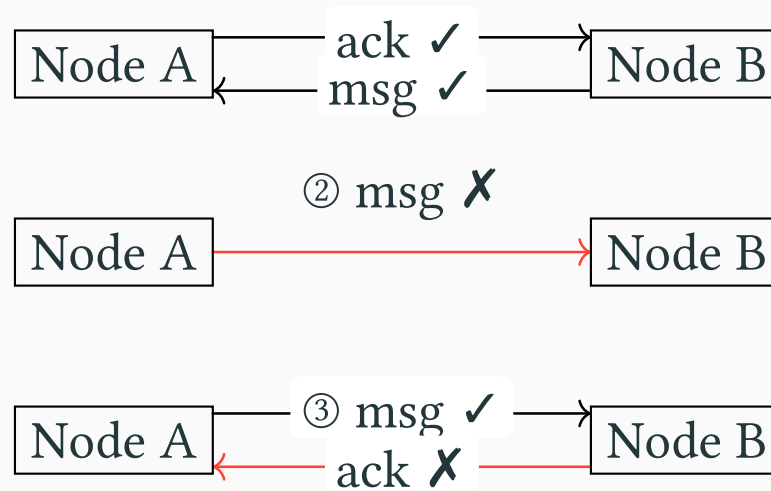 Node A ack ✓ Node B
msg ✓
② msg ✗
Node A Node B
③ msg ✓
Node A Node B
ack ✗